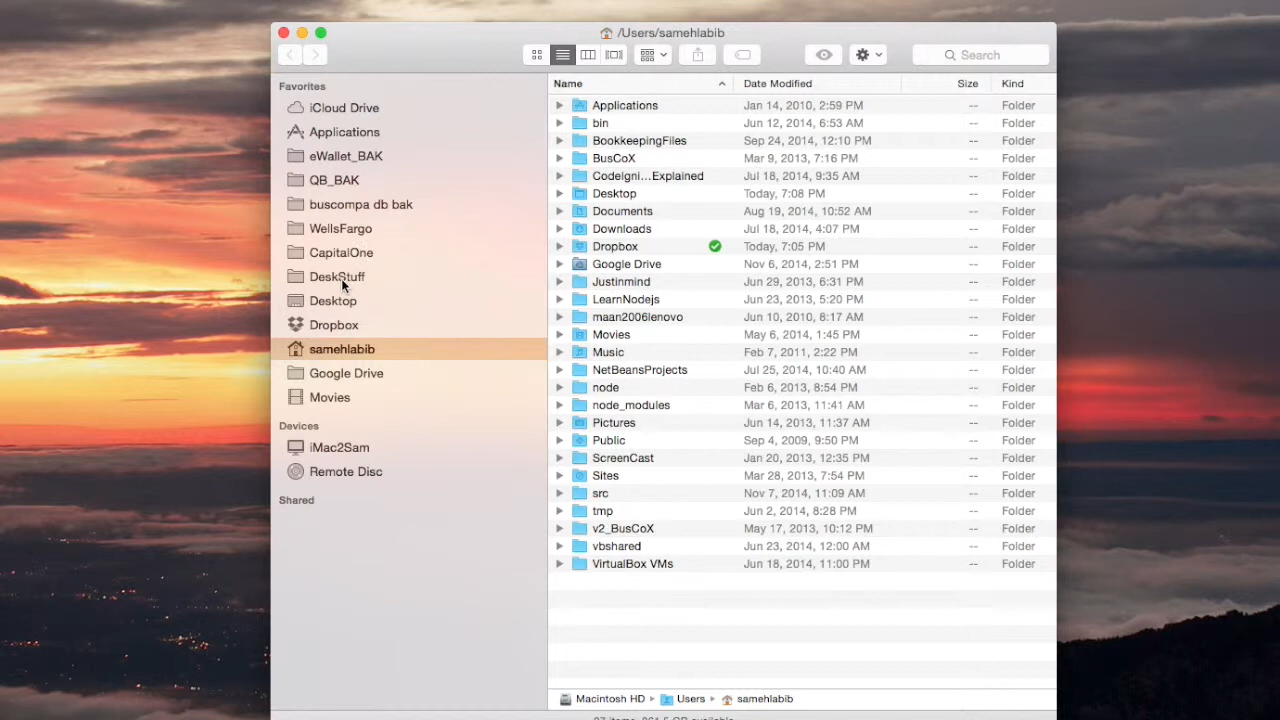 /Users/samehlabib
Search
Favorites
iCloud Drive
Applications
eWallet_BAK
QB_BAK
buscompa db bak
WellsFargo
CapitalOne
DeskStuff
Desktop
Dropbox
samehlabib
Google Drive
Movies
Devices
iMac2Sam
Remote Disc
Shared
Name Date Modified Size Kind
Applications Jan 14, 2010, 2:59 PM -- Folder
bin Jun 12, 2014, 6:53 AM -- Folder
BookkeepingFiles Sep 24, 2014, 12:10 PM -- Folder
BusCoX Mar 9, 2013, 7:16 PM -- Folder
CodeIgni...Explained Jul 18, 2014, 9:35 AM -- Folder
Desktop Today, 7:08 PM -- Folder
Documents Aug 19, 2014, 10:52 AM -- Folder
Downloads Jul 18, 2014, 4:07 PM -- Folder
Dropbox Today, 7:05 PM -- Folder
Google Drive Nov 6, 2014, 2:51 PM -- Folder
Justinmind Jun 29, 2013, 6:31 PM -- Folder
LearnNodejs Jun 23, 2013, 5:20 PM -- Folder
maan2006lenovo Jun 10, 2010, 8:17 AM -- Folder
Movies May 6, 2014, 1:45 PM -- Folder
Music Feb 7, 2011, 2:22 PM -- Folder
NetBeansProjects Jul 25, 2014, 10:40 AM -- Folder
node Feb 6, 2013, 8:54 PM -- Folder
node_modules Mar 6, 2013, 11:41 AM -- Folder
Pictures Jun 14, 2013, 11:37 AM -- Folder
Public Sep 4, 2009, 9:50 PM -- Folder
ScreenCast Jan 20, 2013, 12:35 PM -- Folder
Sites Mar 28, 2013, 7:54 PM -- Folder
src Nov 7, 2014, 11:09 AM -- Folder
tmp Jun 2, 2014, 8:28 PM -- Folder
v2_BusCoX May 17, 2013, 10:12 PM -- Folder
vbshared Jun 23, 2014, 12:00 AM -- Folder
VirtualBox VMs Jun 18, 2014, 11:00 PM -- Folder
Macintosh HD Users samehlabib